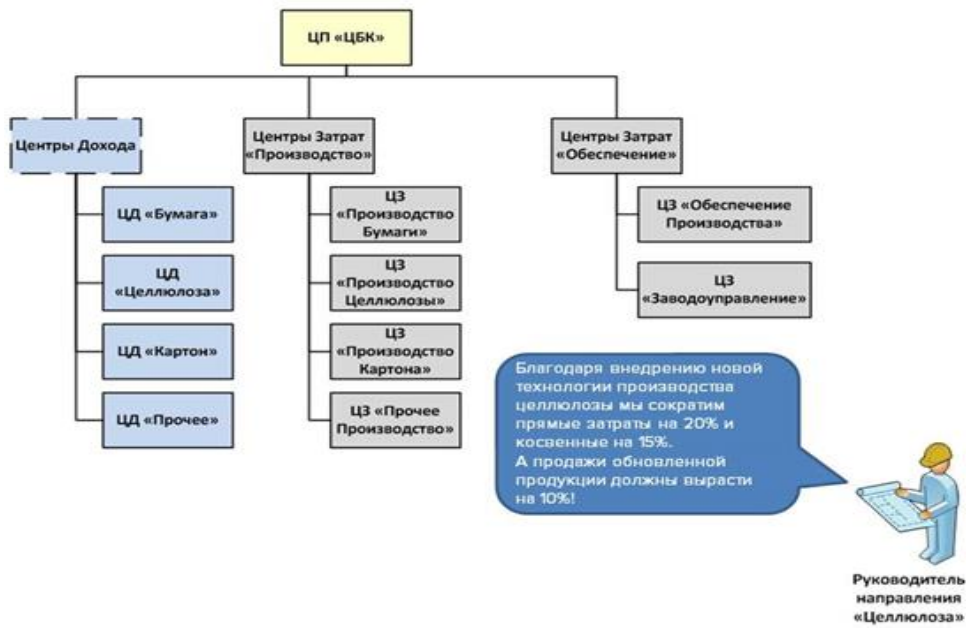 ЦП «ЦБК»
Центры Дохода
Центры Затрат
«Производство»
Центры Затрат
«Обеспечение»
ЦД «Бумага»
ЦД
«Целлюлоза»
ЦД «Картон»
ЦД «Прочее»
ЦЗ
«Производство
Бумаги»
ЦЗ
«Производство
Целлюлозы»
ЦЗ
«Производство
Картона»
ЦЗ «Прочее
Производство»
ЦЗ «Обеспечение
Производства»
ЦЗ
«Заводоуправление»
Благодаря внедрению новой
технологии производства
целлюлозы мы сократим
прямые затраты на 20% и
косвенные на 15%.
А продажи обновленной
продукции должны вырасти
на 10%!
Руководитель
направления
«Целлюлоза»